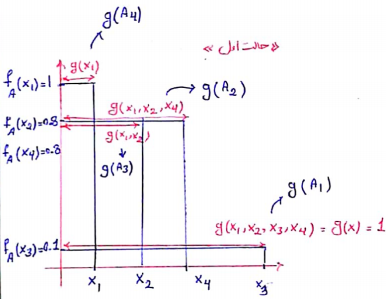 g(A₄)
« حالت اول »
g(x₁)
f_A(x₁)=1
g(x₁,x₂,x₄) g(A₂)
f_A(x₂)=0.8
g(x₁,x₂)
f_A(x₄)=0.8
g(A₃)
g(A₁)
g(x₁,x₂,x₃,x₄) = g(x) = 1
f_A(x₃)=0.1
x₁ x₂ x₄ x₃